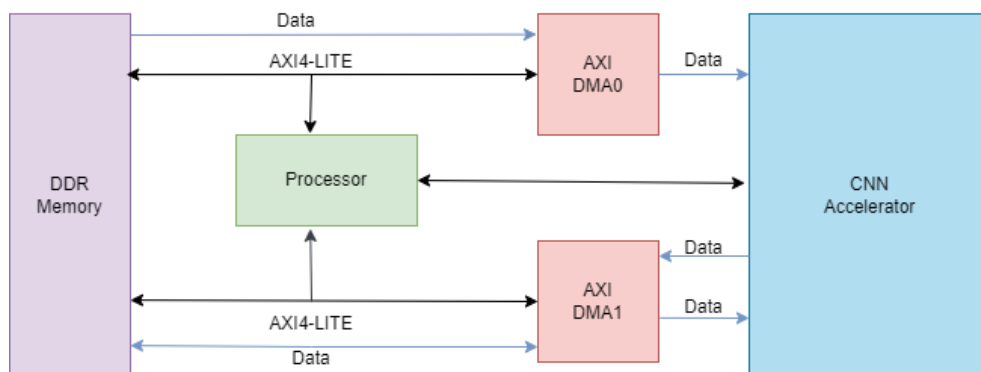 Data
AXI4-LITE
AXI
DMA0
Data
DDR
Memory
Processor
CNN
Accelerator
Data
AXI
DMA1
Data
AXI4-LITE
Data